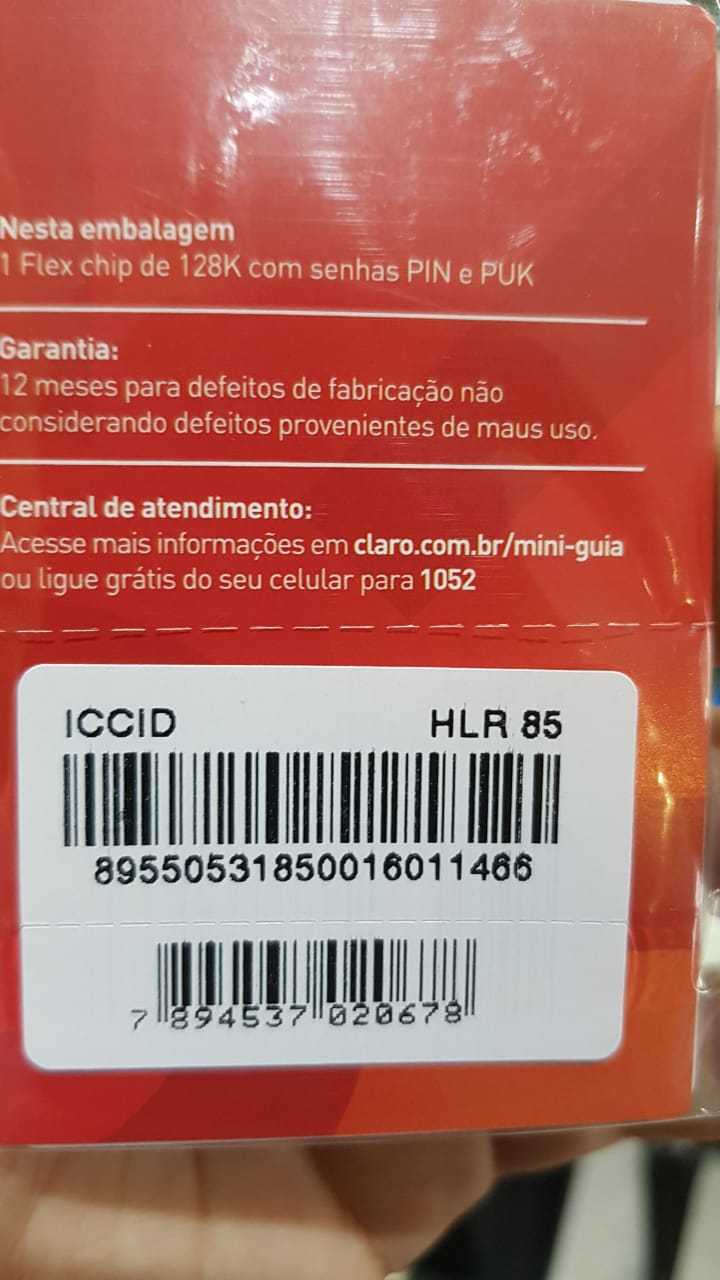 Nesta embalagem
1 Flex chip de 128K com senhas PIN e PUK
Garantia:
12 meses para defeitos de fabricação não
considerando defeitos provenientes de maus uso.
Central de atendimento:
Acesse mais informações em claro.com.br/mini-guia
ou ligue grátis do seu celular para 1052
ICCID HLR 85
89550531850016011466
7 894537 020678